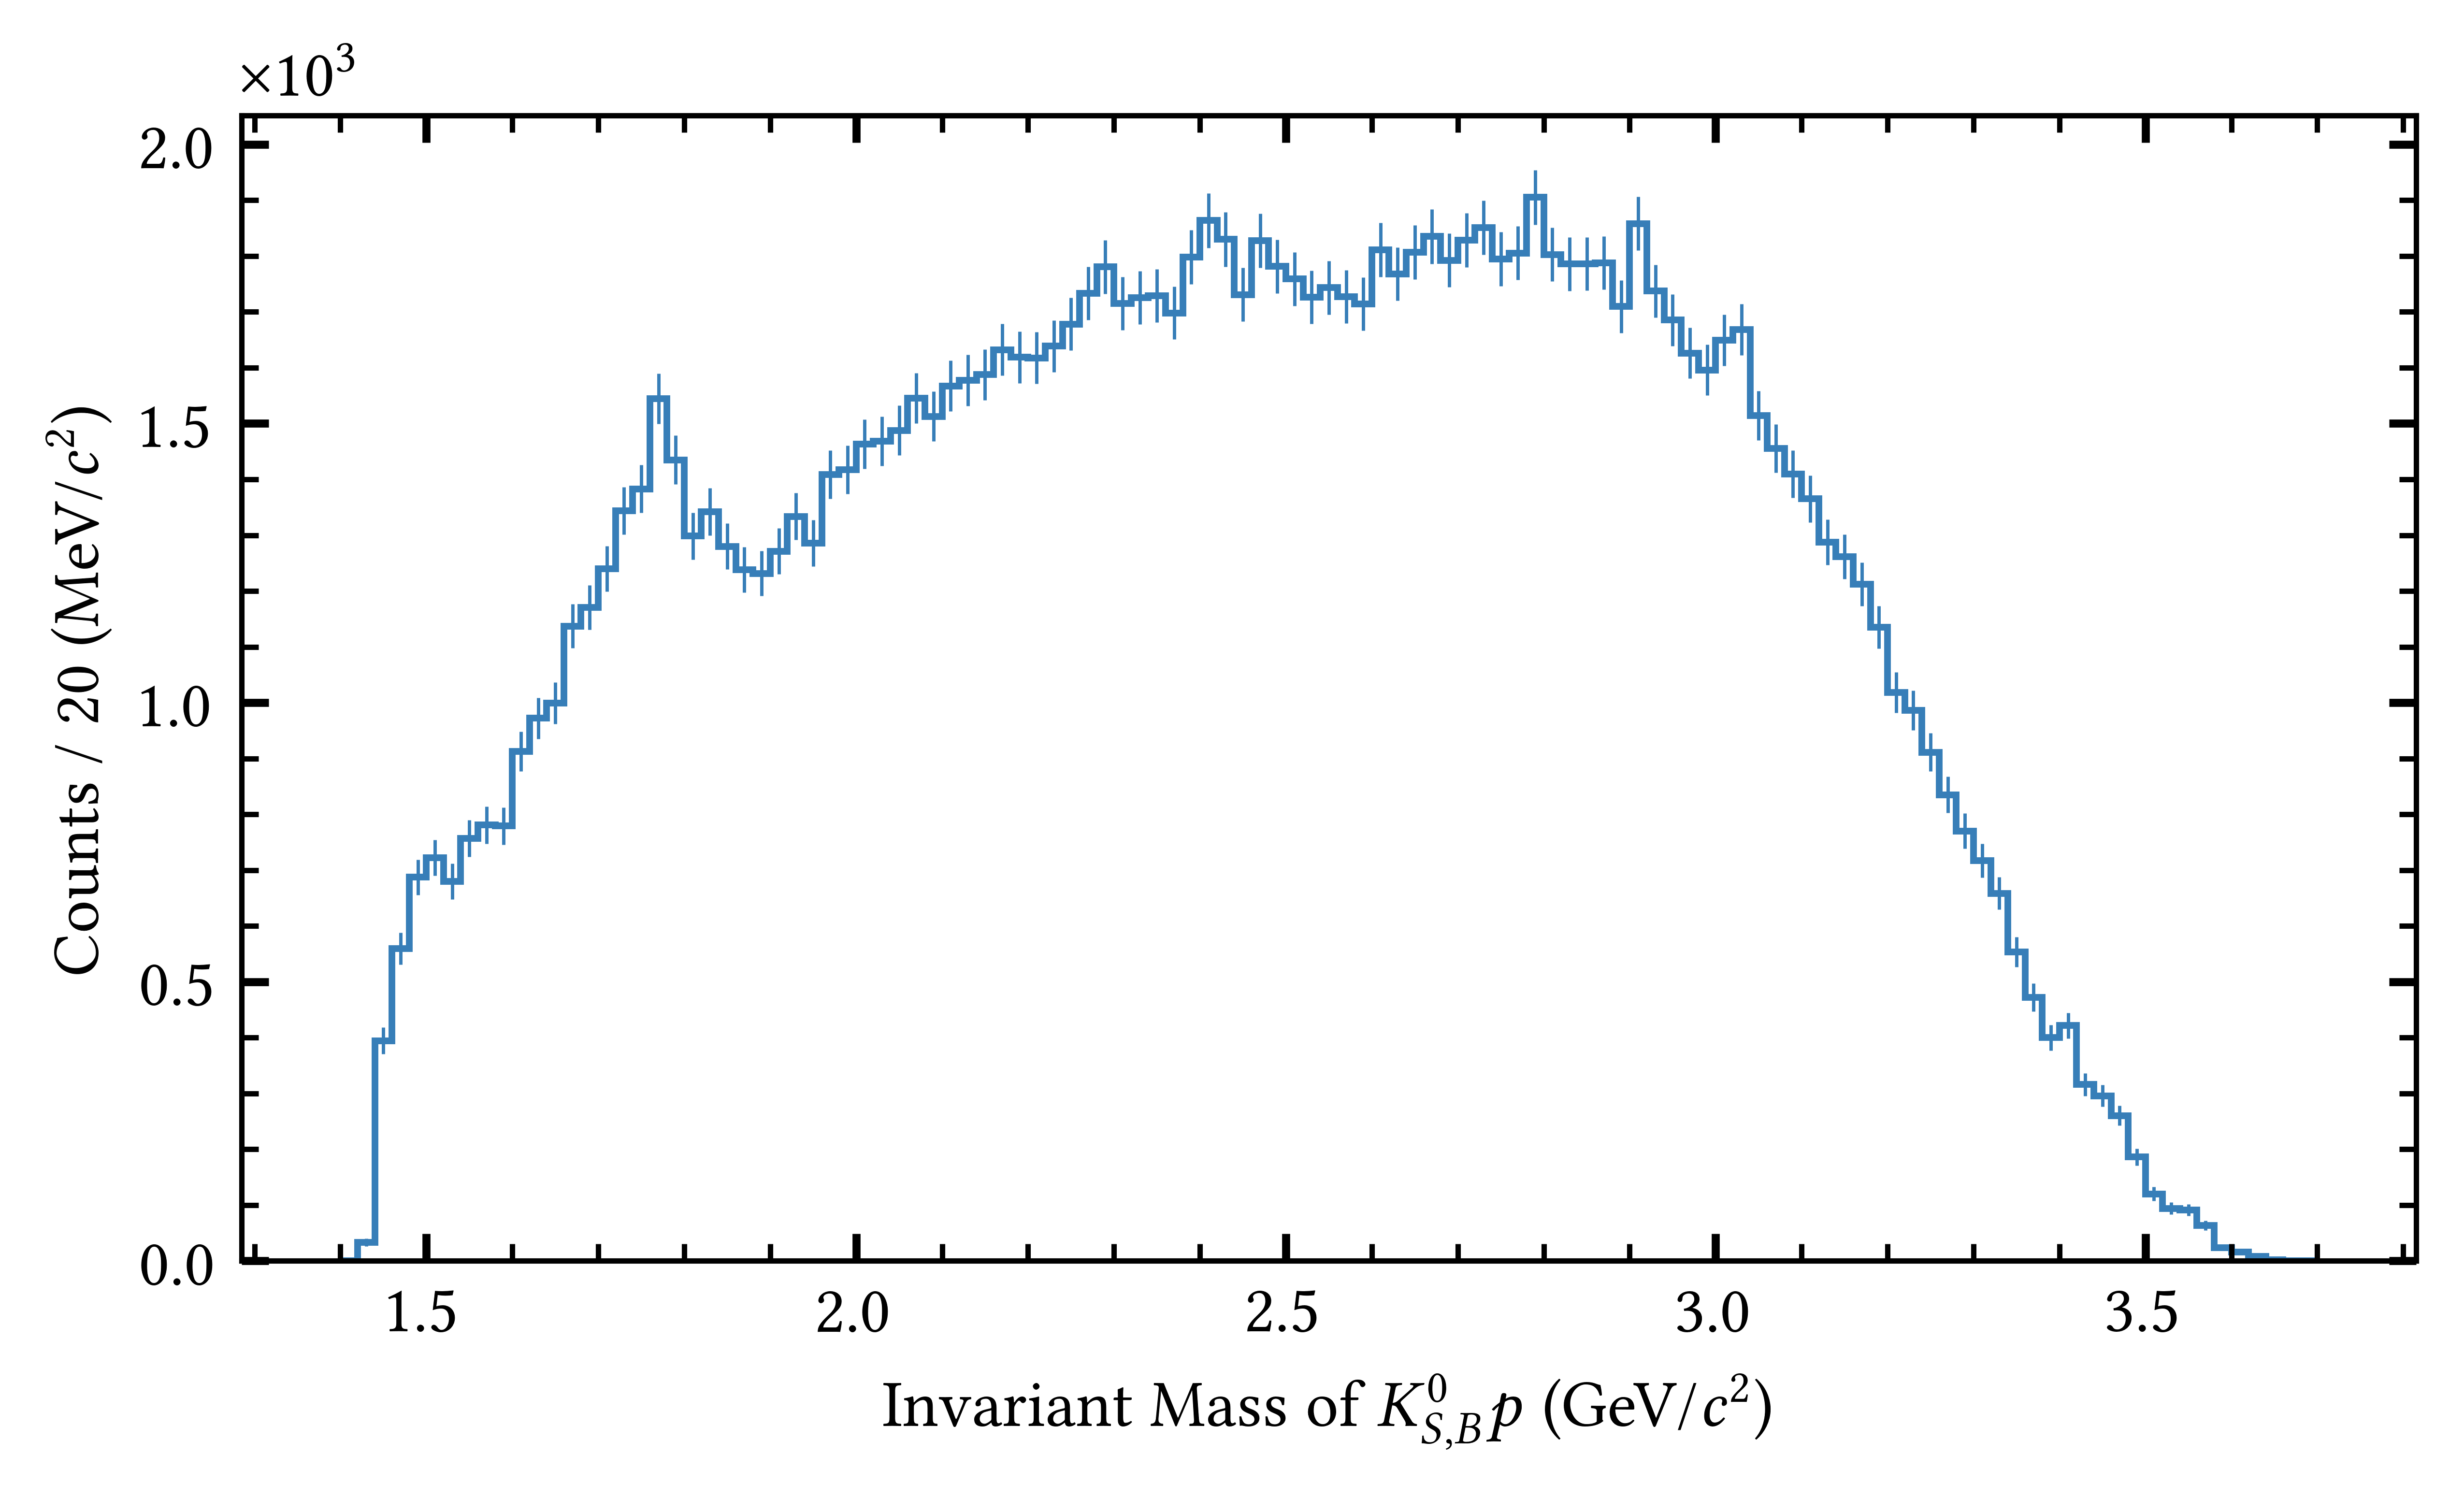 ×10³
2.0
1.5
1.0
0.5
0.0
Counts / 20 (MeV/c²)
1.5 2.0 2.5 3.0 3.5
Invariant Mass of K⁰_{S,B}p (GeV/c²)